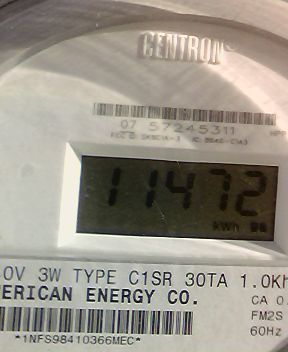 CENTRON®
07 57245311
11472
kWh
0V 3W TYPE C1SR 30TA 1.0Kh
ERICAN ENERGY CO.
CA 0.
FM2S
60Hz
*1NFS98410366MEC*